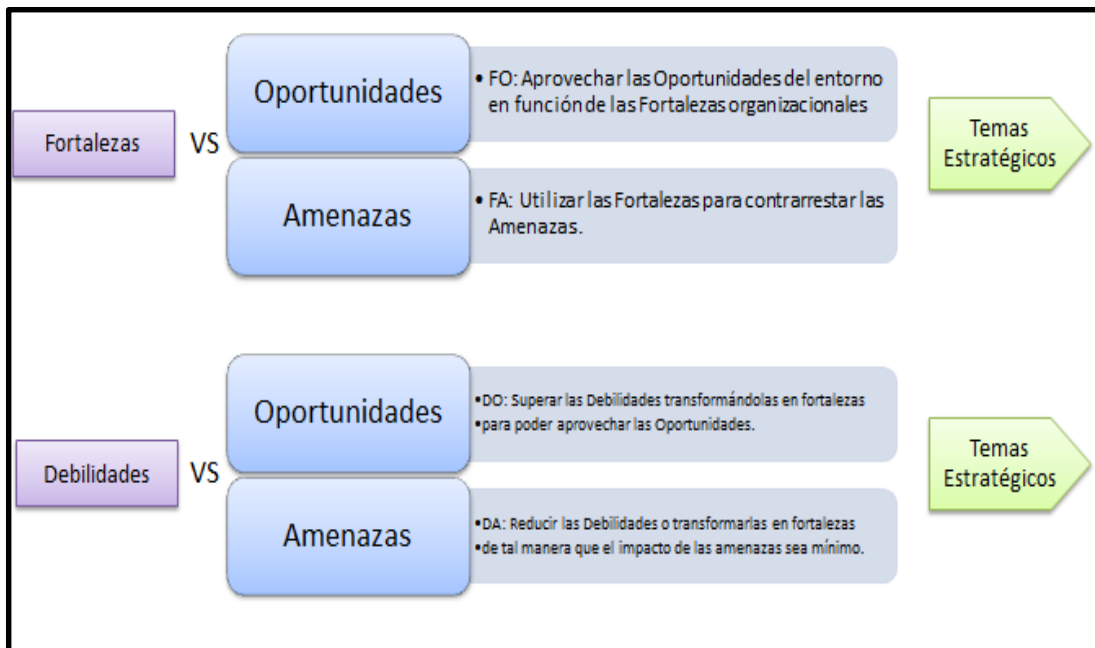 Fortalezas
VS
Oportunidades
• FO: Aprovechar las Oportunidades del entorno
en función de las Fortalezas organizacionales
Amenazas
• FA: Utilizar las Fortalezas para contrarrestar las
Amenazas.
Temas
Estratégicos
Debilidades
VS
Oportunidades
•DO: Superar las Debilidades transformándolas en fortalezas
•para poder aprovechar las Oportunidades.
Amenazas
•DA: Reducir las Debilidades o transformarlas en fortalezas
•de tal manera que el impacto de las amenazas sea mínimo.
Temas
Estratégicos